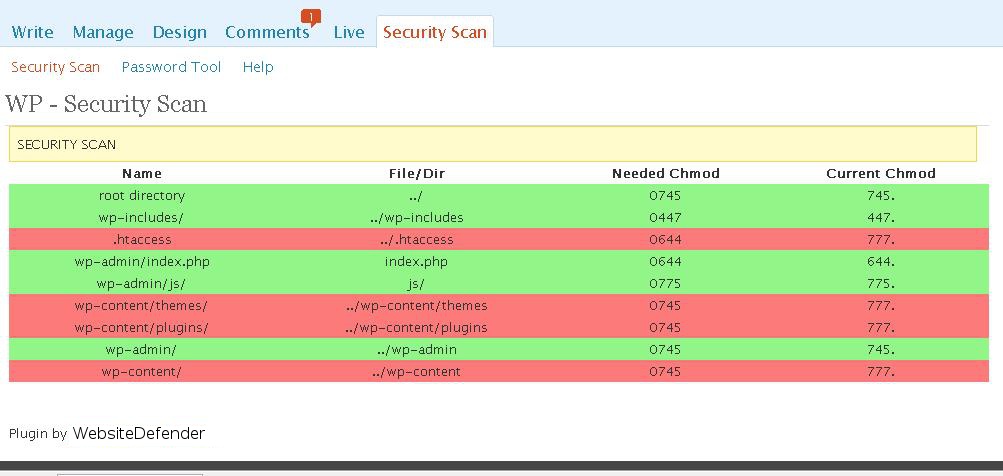 1
Write Manage Design Comments Live Security Scan
Security Scan Password Tool Help
WP - Security Scan
SECURITY SCAN
Name File/Dir Needed Chmod Current Chmod
root directory ../ 0745 745.
wp-includes/ ../wp-includes 0447 447.
.htaccess ../.htaccess 0644 777.
wp-admin/index.php index.php 0644 644.
wp-admin/js/ js/ 0775 775.
wp-content/themes/ ../wp-content/themes 0745 777.
wp-content/plugins/ ../wp-content/plugins 0745 777.
wp-admin/ ../wp-admin 0745 745.
wp-content/ ../wp-content 0745 777.
Plugin by WebsiteDefender